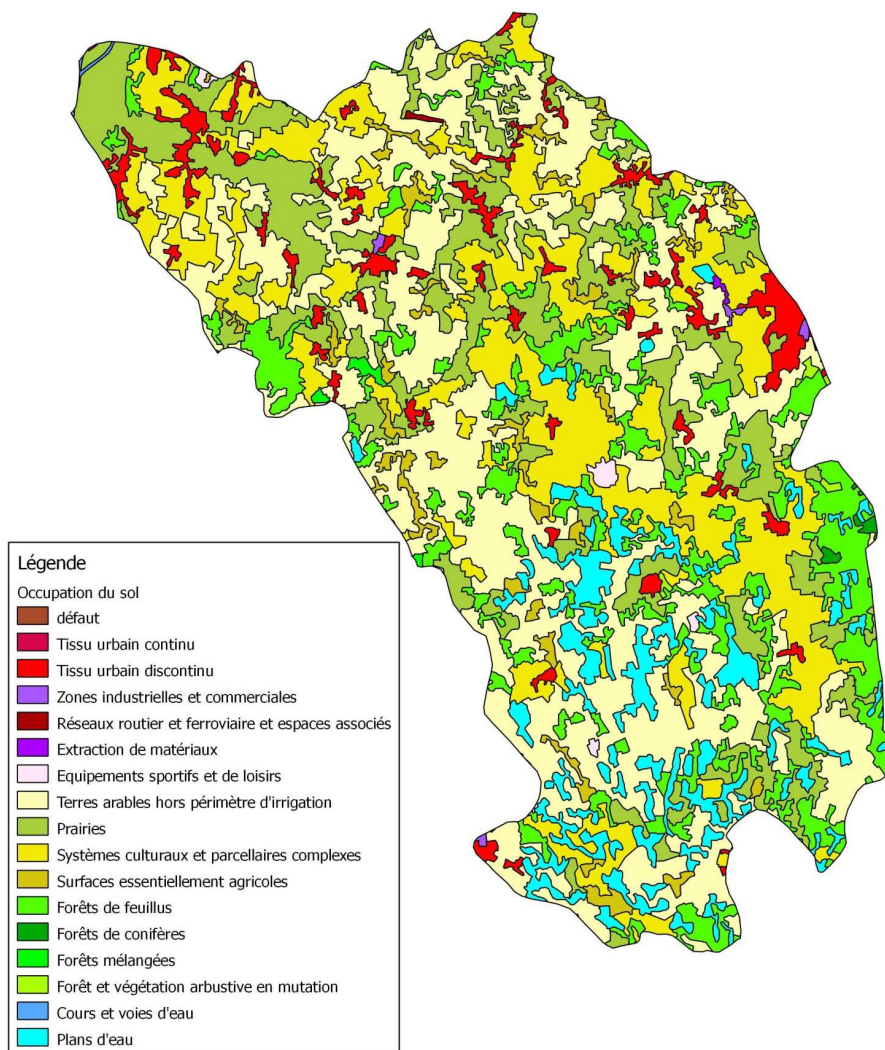 Légende
Occupation du sol
défaut
Tissu urbain continu
Tissu urbain discontinu
Zones industrielles et commerciales
Réseaux routier et ferroviaire et espaces associés
Extraction de matériaux
Equipements sportifs et de loisirs
Terres arables hors périmètre d'irrigation
Prairies
Systèmes culturaux et parcellaires complexes
Surfaces essentiellement agricoles
Forêts de feuillus
Forêts de conifères
Forêts mélangées
Forêt et végétation arbustive en mutation
Cours et voies d'eau
Plans d'eau